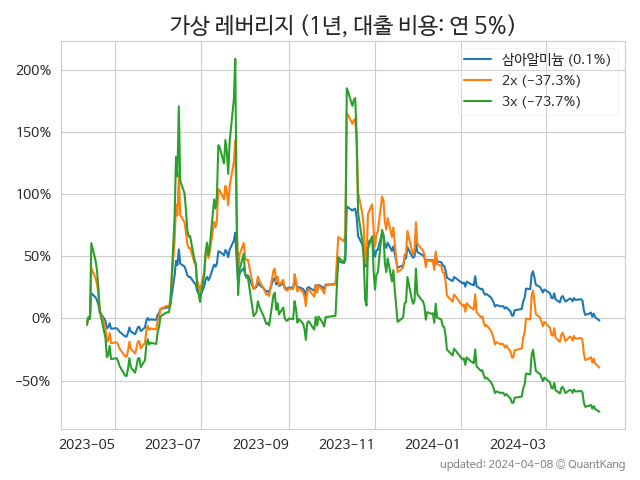 가상 레버리지 (1년, 대출 비용: 연 5%)
삼아알미늄 (0.1%)
2x (−37.3%)
3x (−73.7%)
200%
150%
100%
50%
0%
−50%
2023-05 2023-07 2023-09 2023-11 2024-01 2024-03
updated: 2024-04-08 © QuantKang